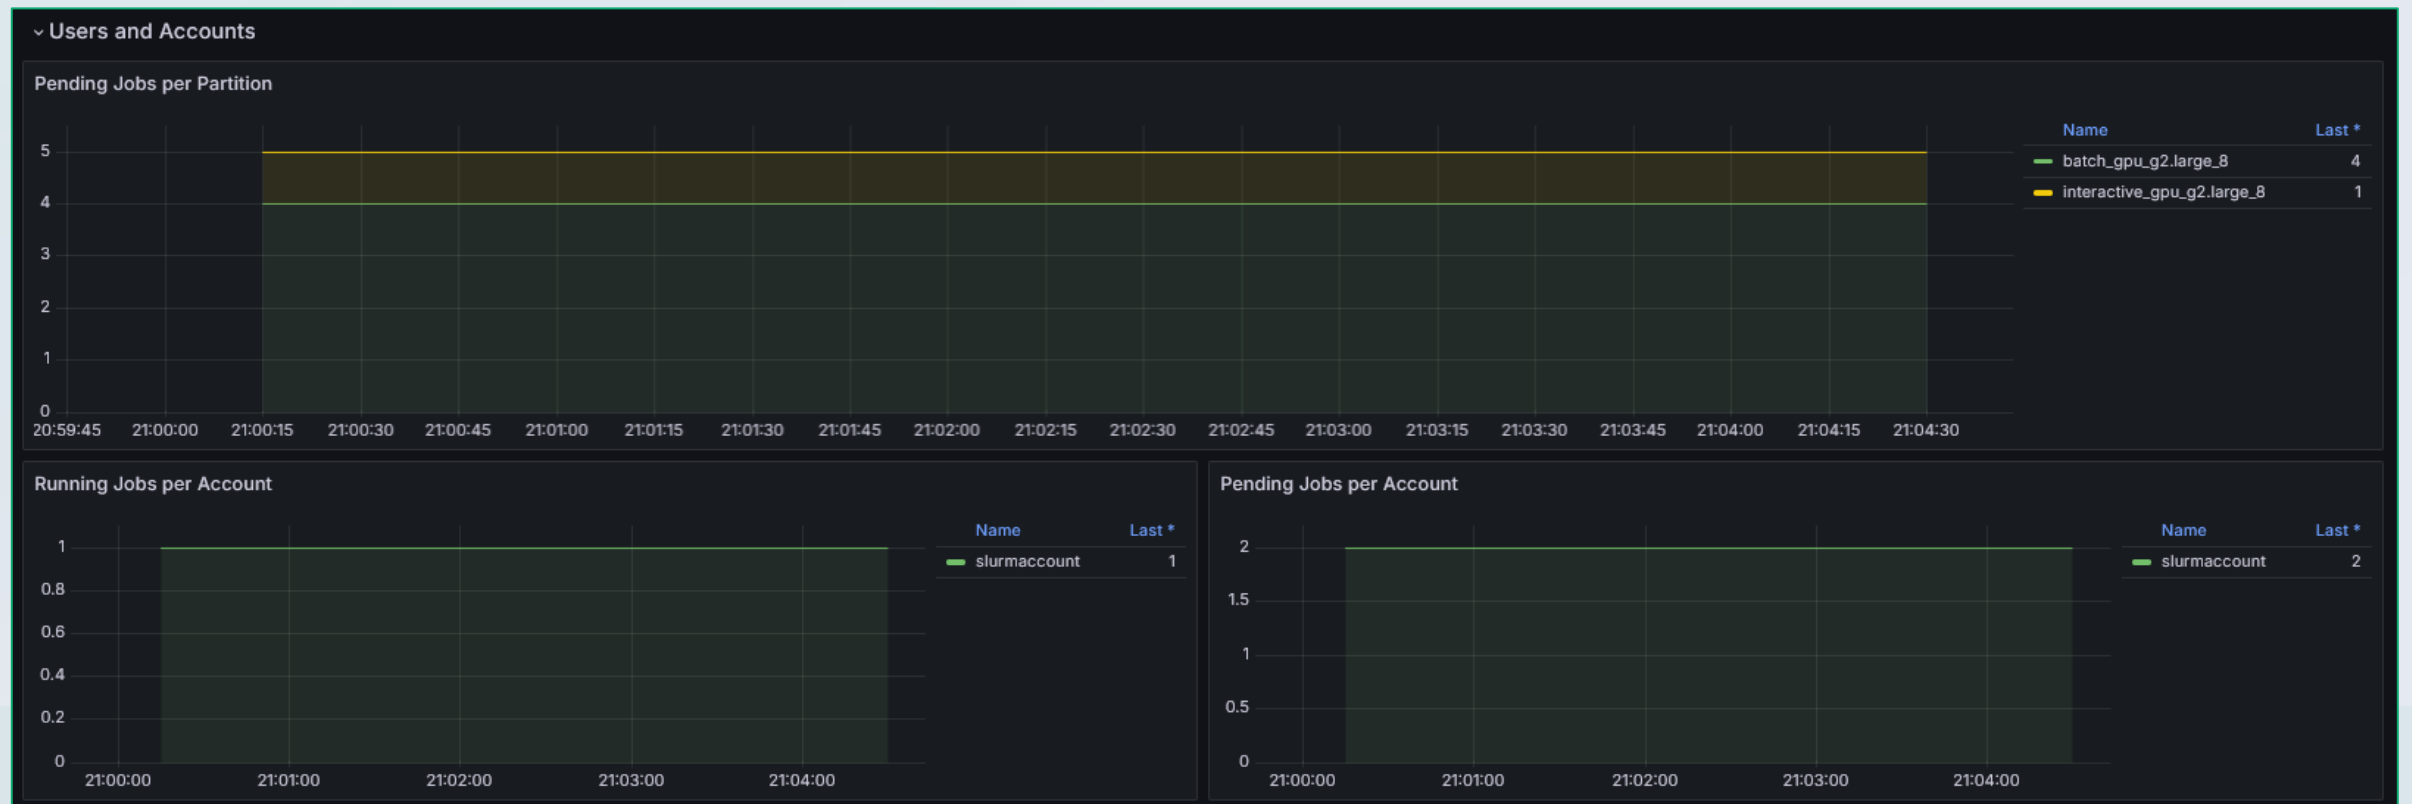 Users and Accounts
Pending Jobs per Partition
Name Last *
batch_gpu_g2.large_8 4
interactive_gpu_g2.large_8 1
5
4
3
2
1
0
20:59:45 21:00:00 21:00:15 21:00:30 21:00:45 21:01:00 21:01:15 21:01:30 21:01:45 21:02:00 21:02:15 21:02:30 21:02:45 21:03:00 21:03:15 21:03:30 21:03:45 21:04:00 21:04:15 21:04:30
Running Jobs per Account
Name Last *
slurmaccount 1
1
0.8
0.6
0.4
0.2
0
21:00:00 21:01:00 21:02:00 21:03:00 21:04:00
Pending Jobs per Account
Name Last *
slurmaccount 2
2
1.5
1
0.5
0
21:00:00 21:01:00 21:02:00 21:03:00 21:04:00